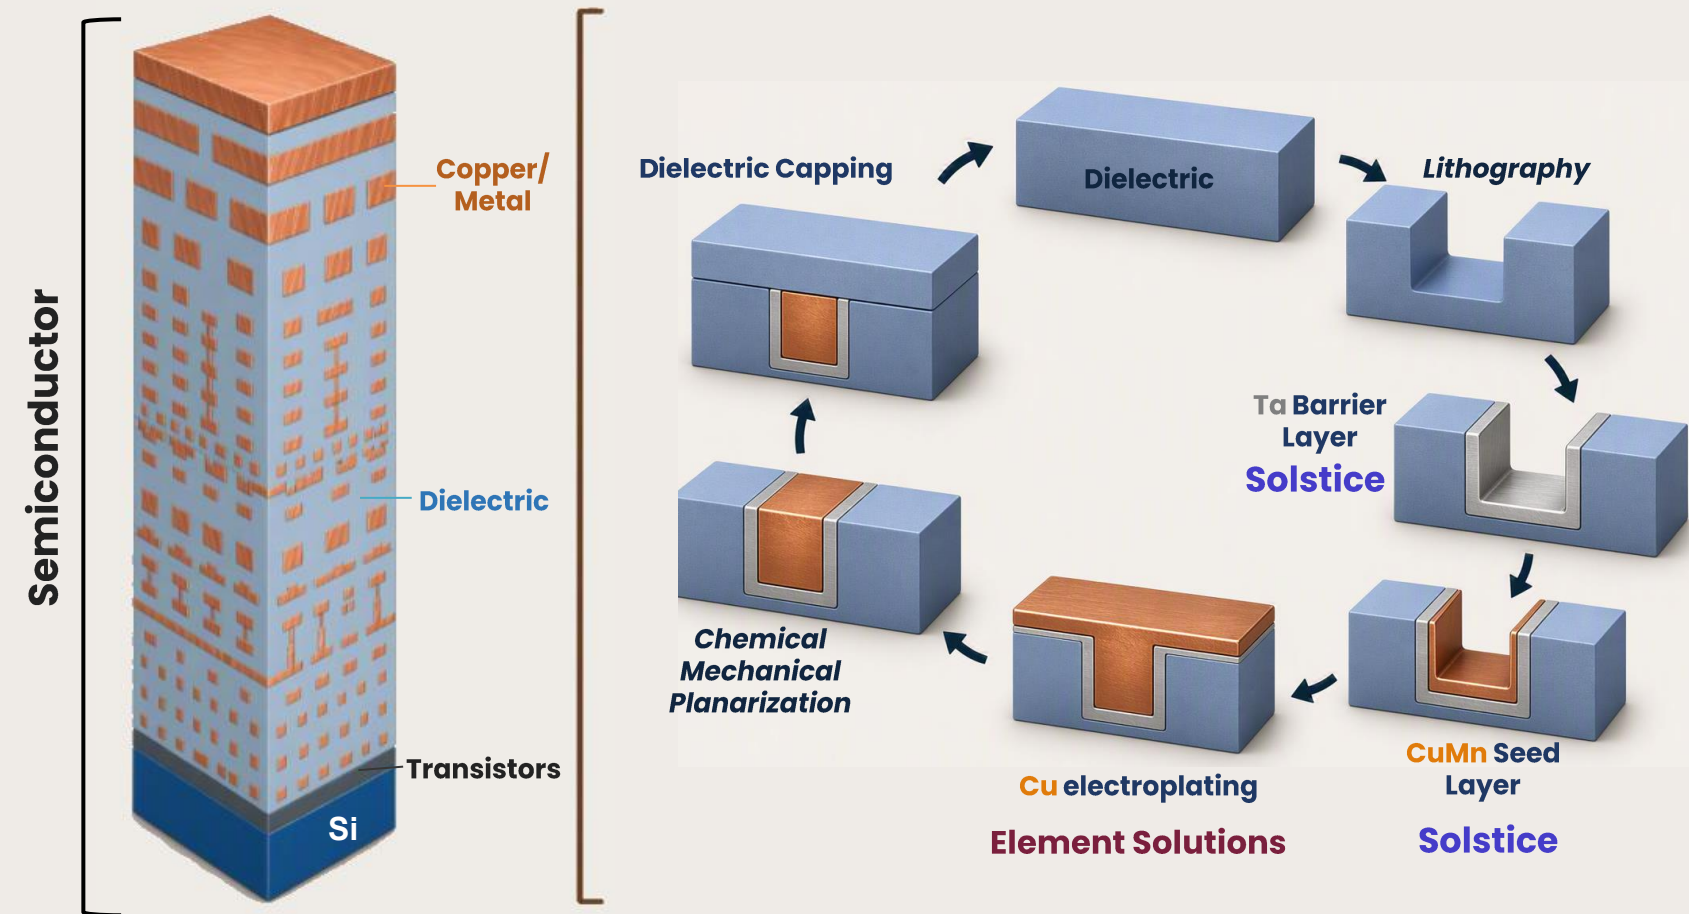 Semiconductor
Copper/
Metal
Dielectric
Transistors
Si
Dielectric Capping
Dielectric
Lithography
Ta Barrier
Layer
Solstice
CuMn Seed
Layer
Solstice
Cu electroplating
Element Solutions
Chemical
Mechanical
Planarization